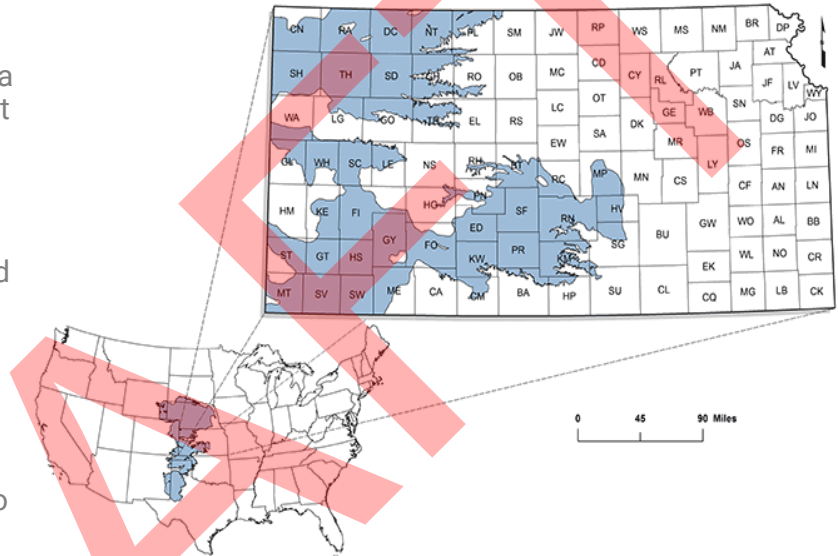 a
t
d
o
CN RA DC NT PL SM JW RP WS MS NM BR DP
SH TH SD GH RO OB MC CD CY RL PT JA AT JF LV WY
WA LG GO TR EL RS LC OT GE WB SN DG JO
GL WH SC LE NS RH BT EW SA DK MR LY OS FR MI
HM KE FI HG PN RC MP MN CS CF AN LN
ST GT HS GY FO ED SF RN HV BU GW WO AL BB
MT SV SW ME CA KW PR SG EK WL NO CR
CM BA HP SU CL CQ MG LB CK
0 45 90 Miles